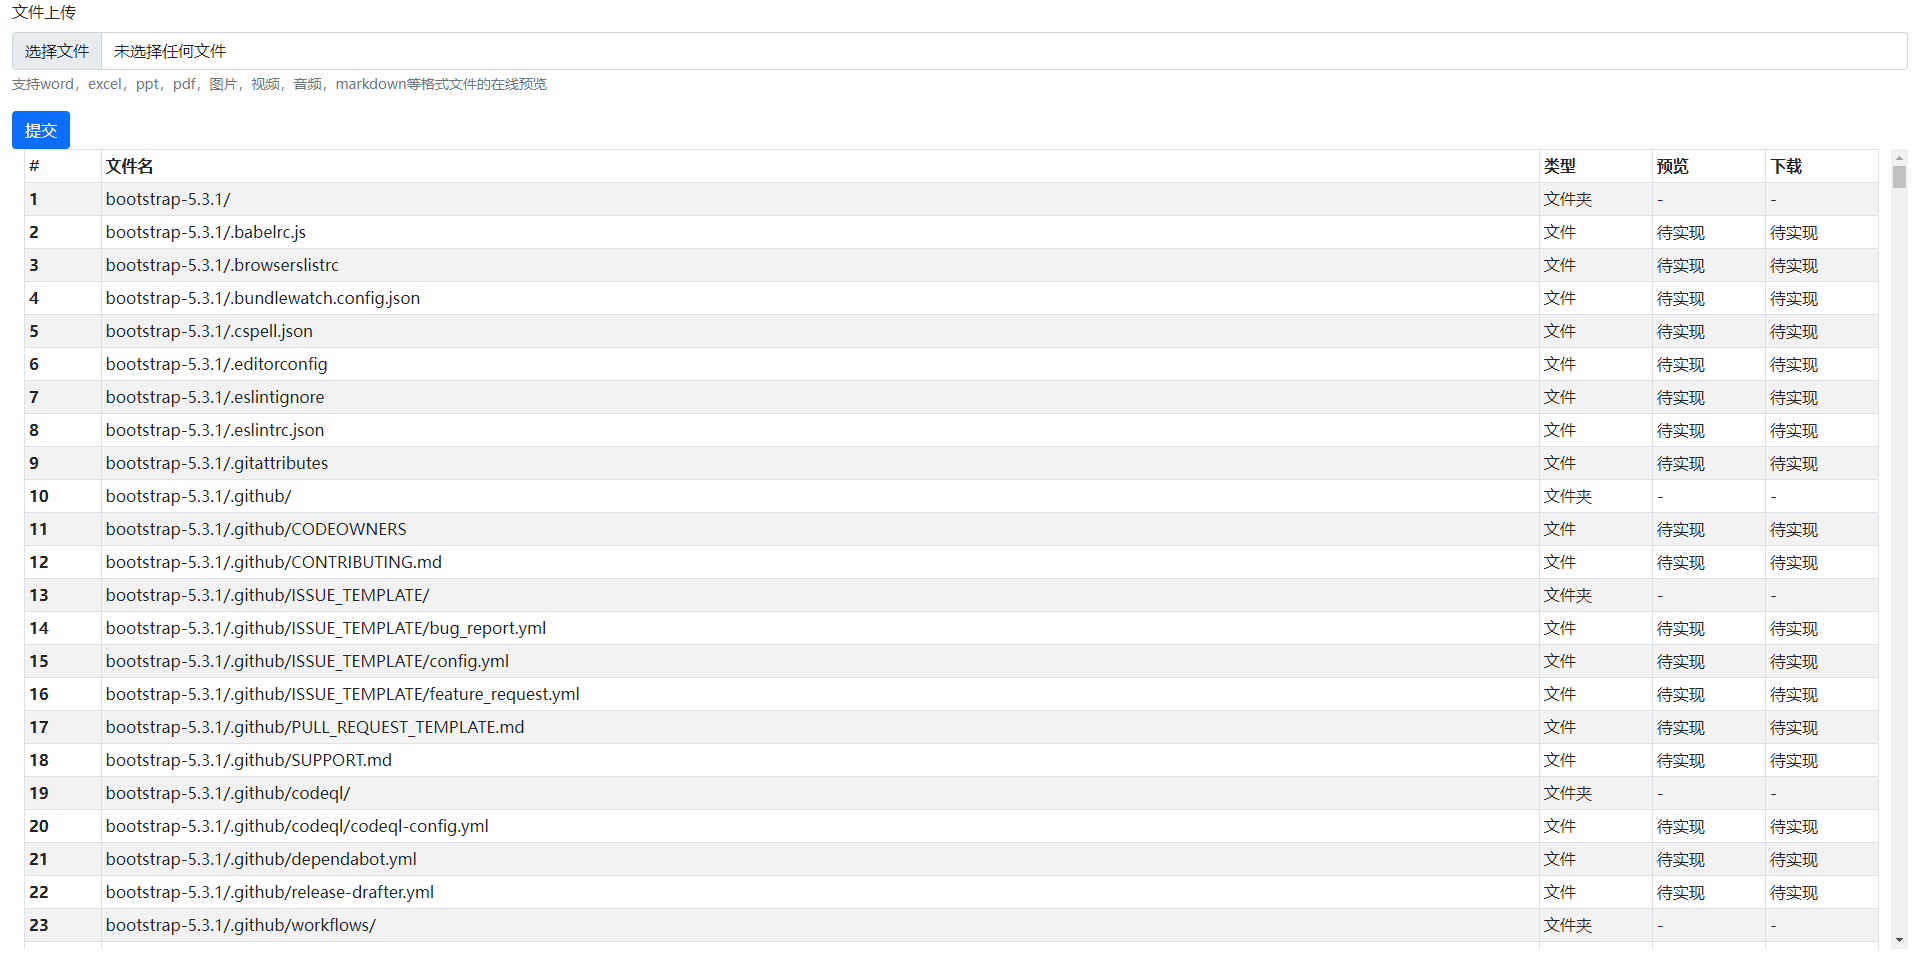 文件上传
选择文件 未选择任何文件
支持word，excel，ppt，pdf，图片，视频，音频，markdown等格式文件的在线预览
提交
# 文件名 类型 预览 下载
1 bootstrap-5.3.1/ 文件夹 - -
2 bootstrap-5.3.1/.babelrc.js 文件 待实现 待实现
3 bootstrap-5.3.1/.browserslistrc 文件 待实现 待实现
4 bootstrap-5.3.1/.bundlewatch.config.json 文件 待实现 待实现
5 bootstrap-5.3.1/.cspell.json 文件 待实现 待实现
6 bootstrap-5.3.1/.editorconfig 文件 待实现 待实现
7 bootstrap-5.3.1/.eslintignore 文件 待实现 待实现
8 bootstrap-5.3.1/.eslintrc.json 文件 待实现 待实现
9 bootstrap-5.3.1/.gitattributes 文件 待实现 待实现
10 bootstrap-5.3.1/.github/ 文件夹 - -
11 bootstrap-5.3.1/.github/CODEOWNERS 文件 待实现 待实现
12 bootstrap-5.3.1/.github/CONTRIBUTING.md 文件 待实现 待实现
13 bootstrap-5.3.1/.github/ISSUE_TEMPLATE/ 文件夹 - -
14 bootstrap-5.3.1/.github/ISSUE_TEMPLATE/bug_report.yml 文件 待实现 待实现
15 bootstrap-5.3.1/.github/ISSUE_TEMPLATE/config.yml 文件 待实现 待实现
16 bootstrap-5.3.1/.github/ISSUE_TEMPLATE/feature_request.yml 文件 待实现 待实现
17 bootstrap-5.3.1/.github/PULL_REQUEST_TEMPLATE.md 文件 待实现 待实现
18 bootstrap-5.3.1/.github/SUPPORT.md 文件 待实现 待实现
19 bootstrap-5.3.1/.github/codeql/ 文件夹 - -
20 bootstrap-5.3.1/.github/codeql/codeql-config.yml 文件 待实现 待实现
21 bootstrap-5.3.1/.github/dependabot.yml 文件 待实现 待实现
22 bootstrap-5.3.1/.github/release-drafter.yml 文件 待实现 待实现
23 bootstrap-5.3.1/.github/workflows/ 文件夹 - -